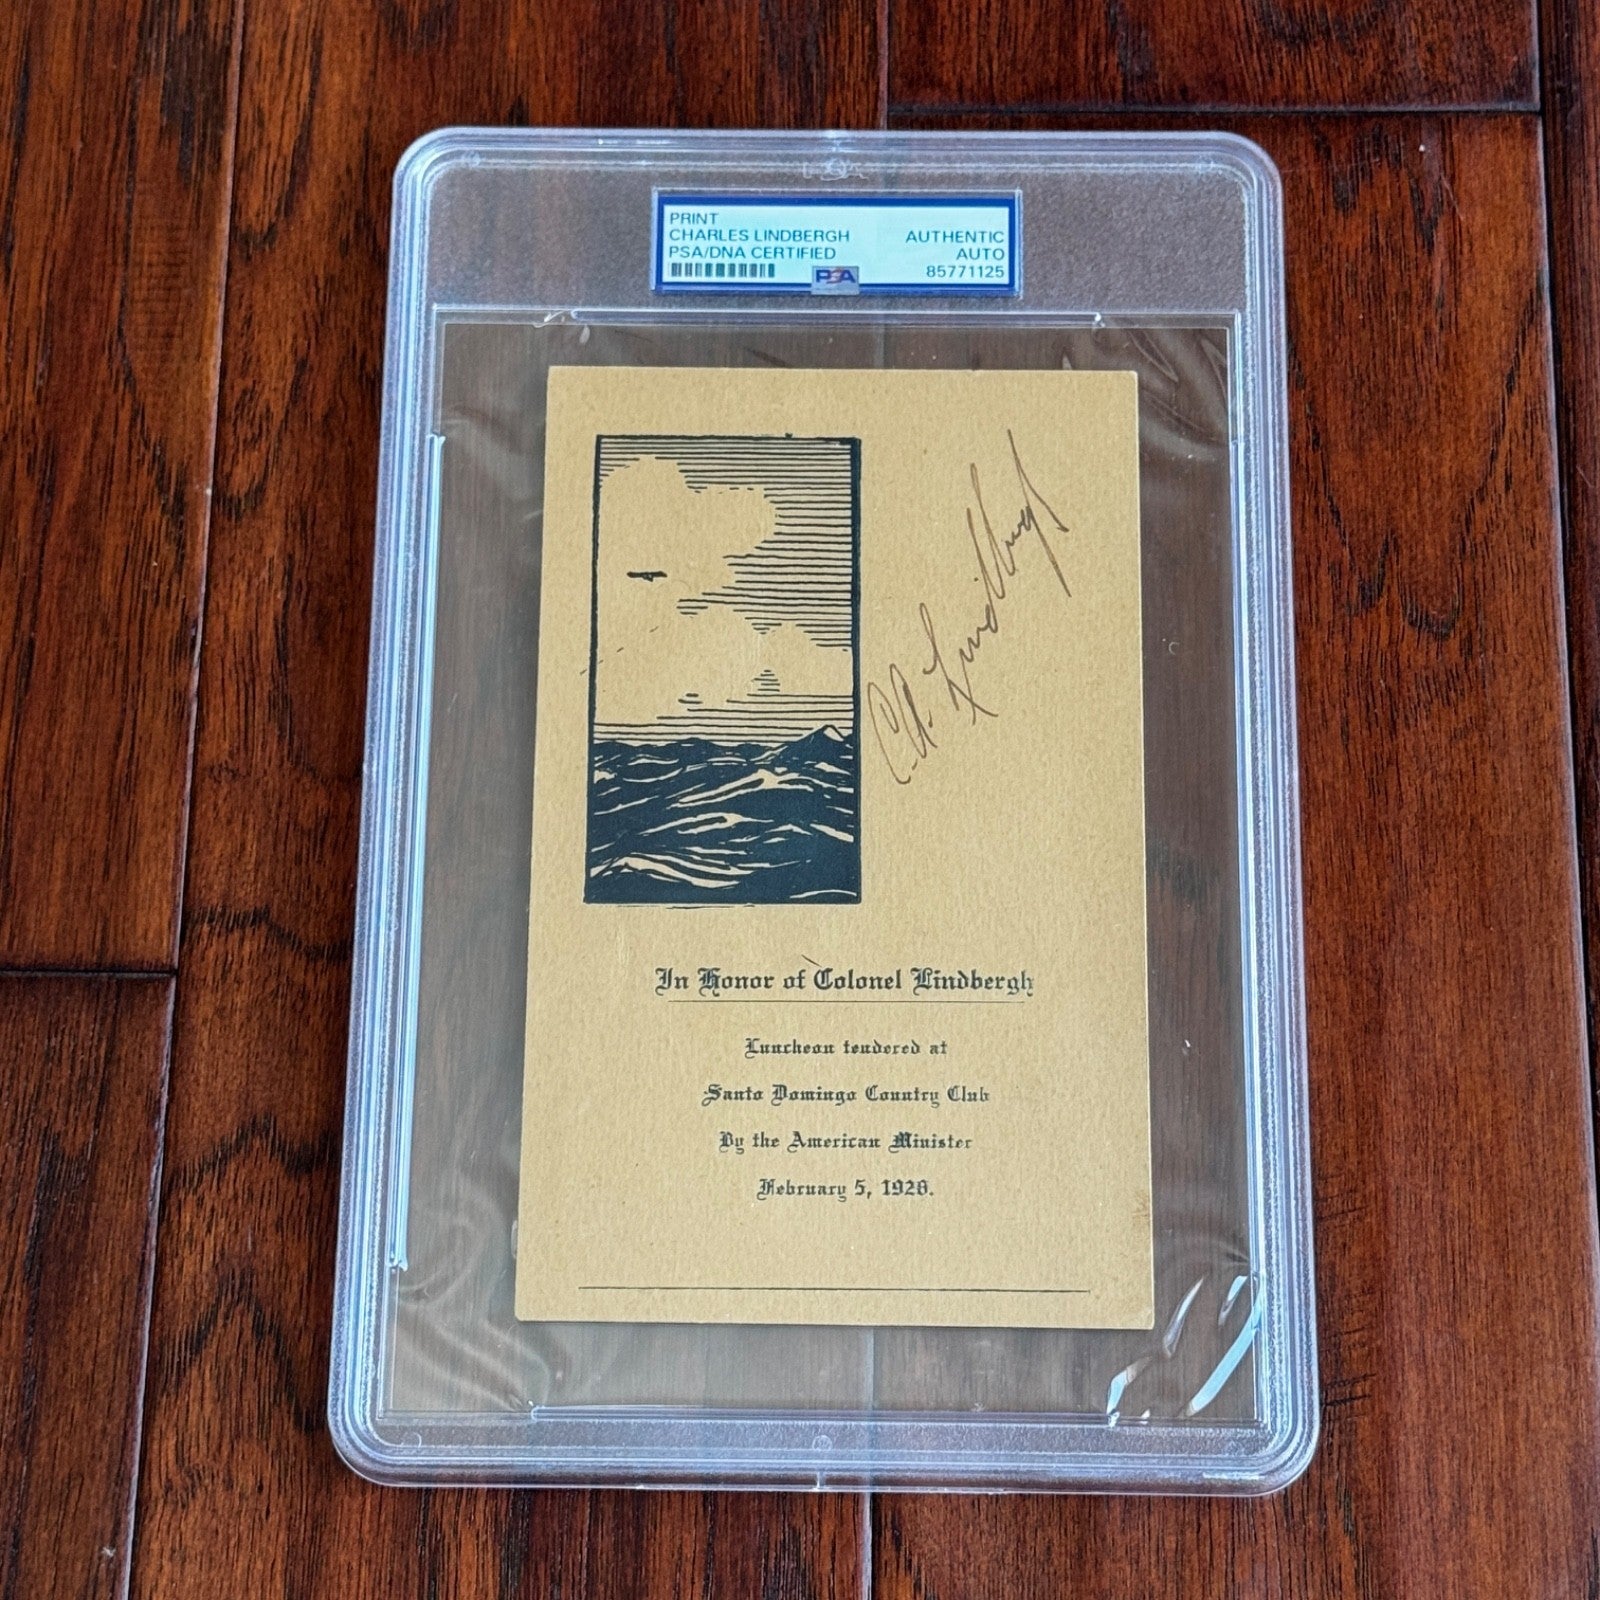 PRINT
CHARLES LINDBERGH
PSA/DNA CERTIFIED
AUTHENTIC
AUTO
85771125
PSA
C.A. Lindbergh
In Honor of Colonel Lindbergh
Luncheon tendered at
Santo Domingo Country Club
By the American Minister
February 5, 1928.